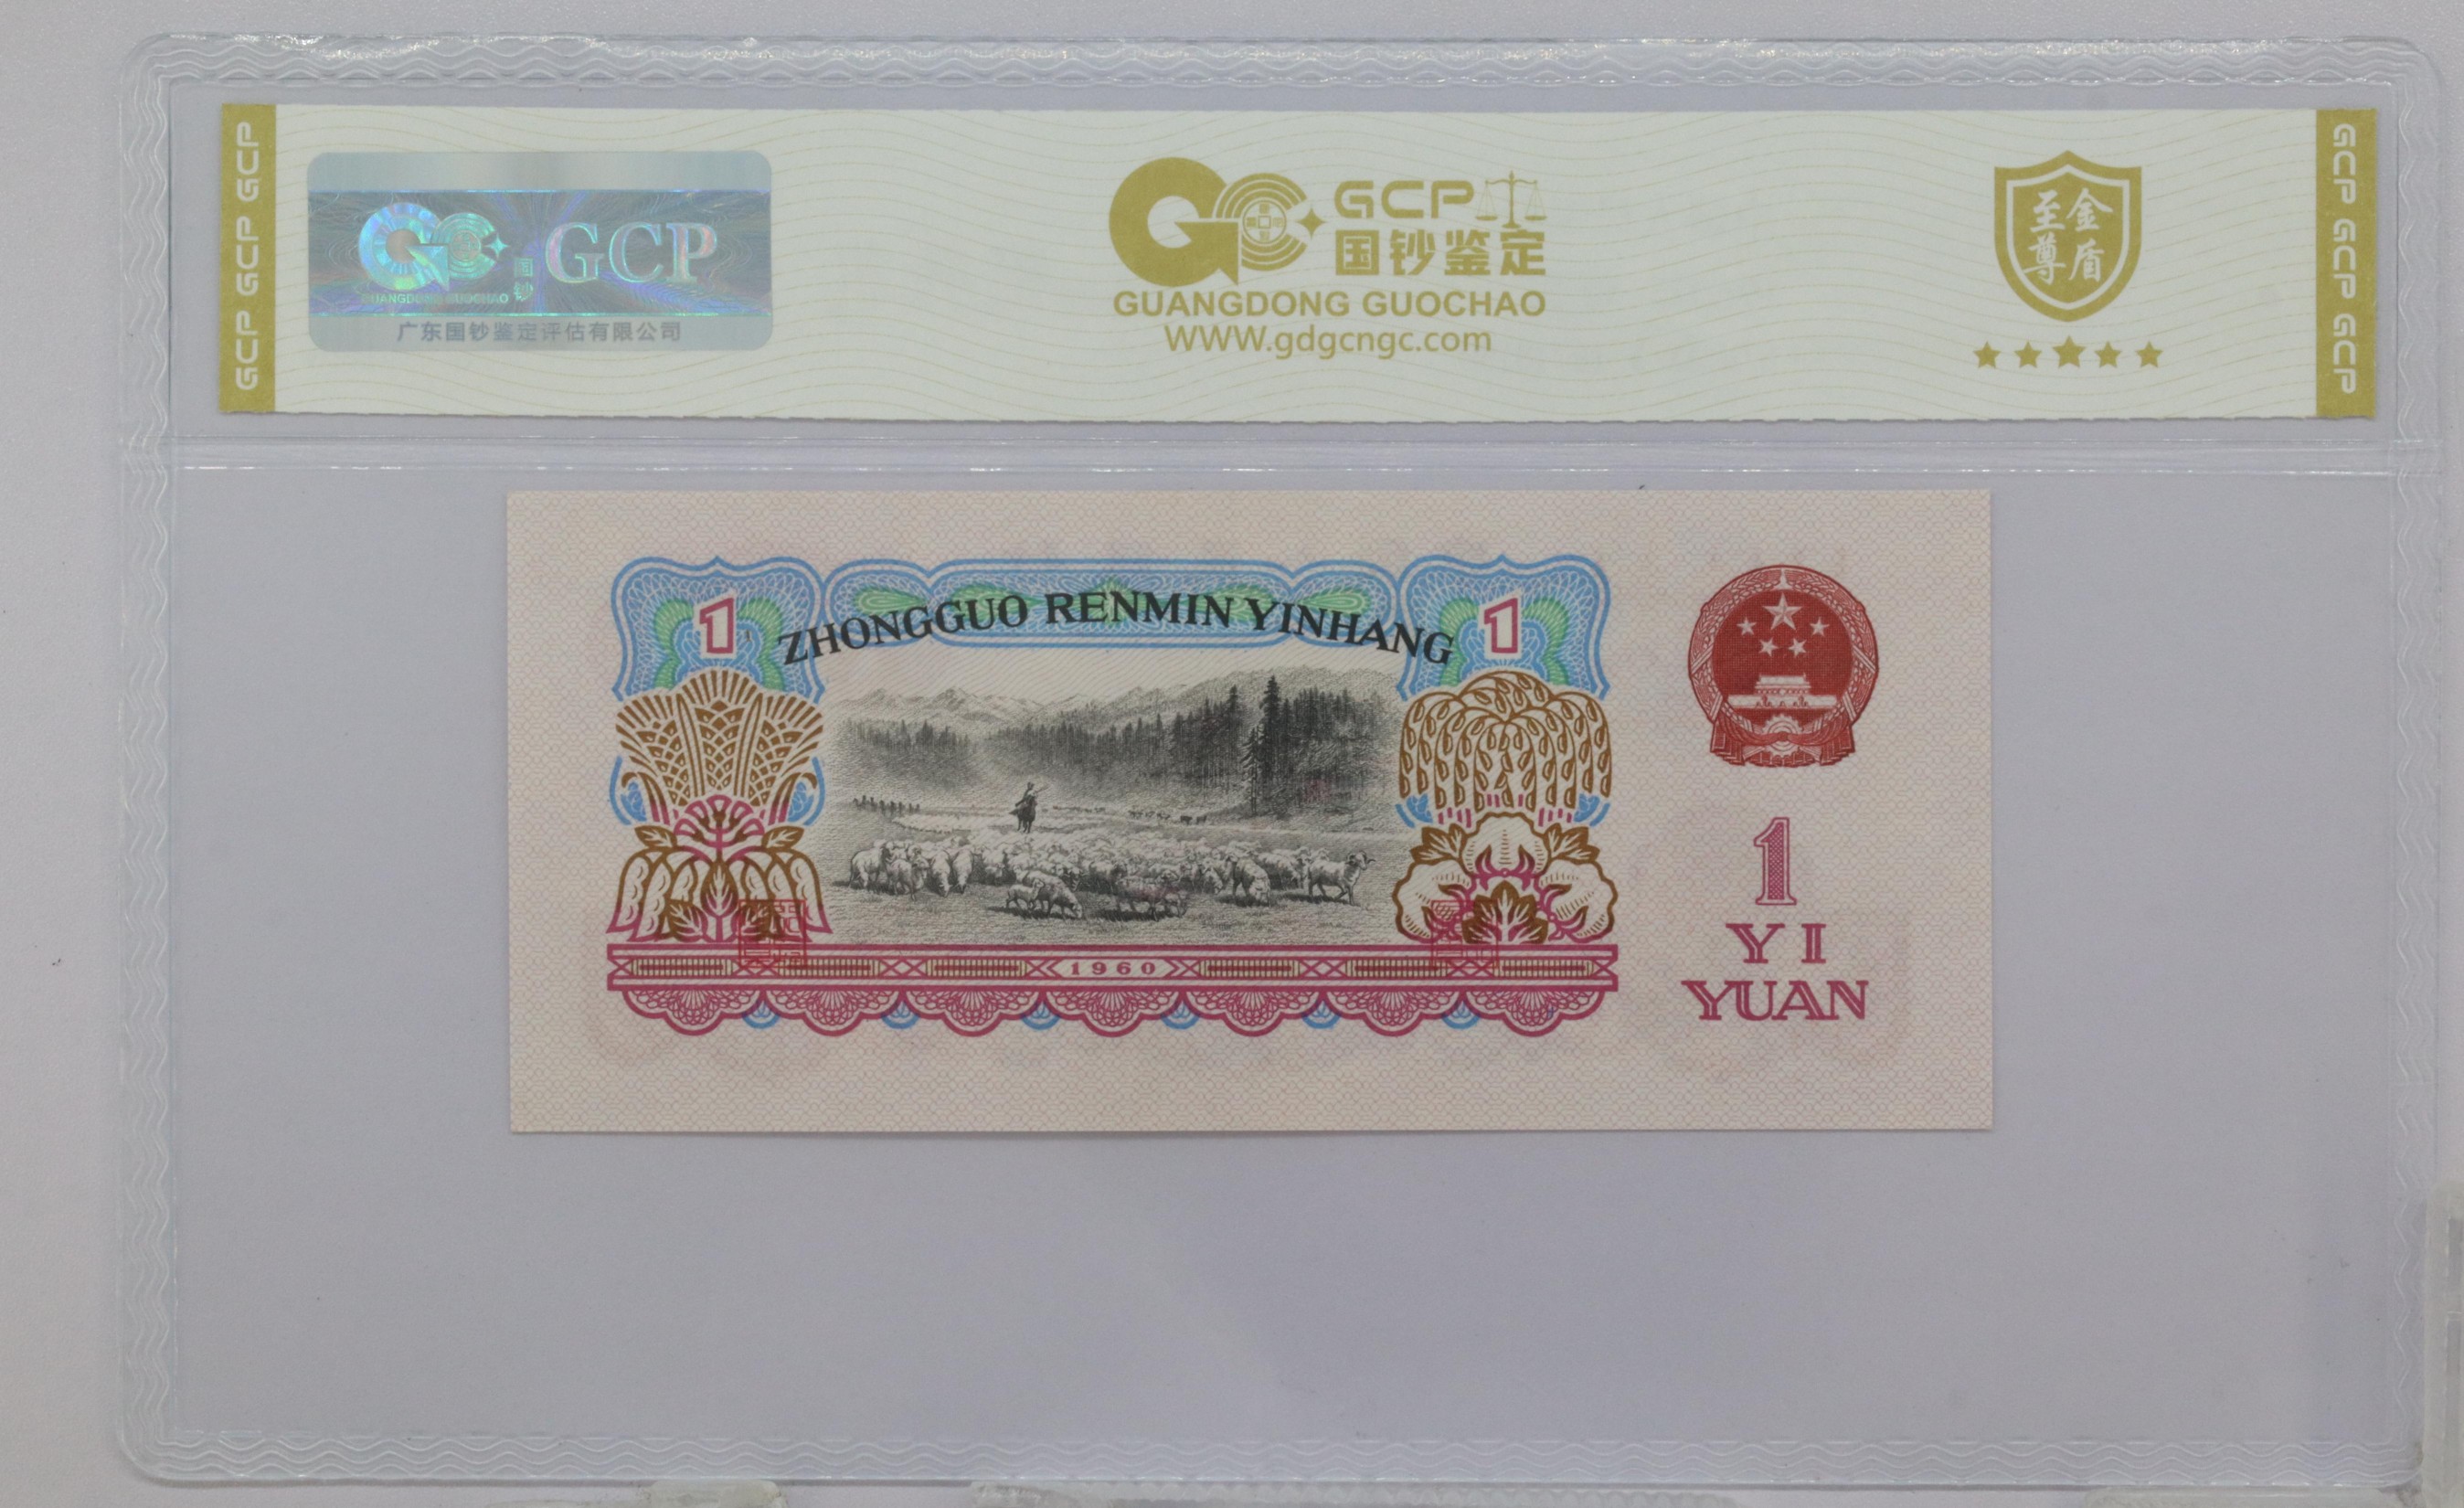 GCP GCP GCP
GCP
国钞
GUANGDONG GUOCHAO
广东国钞鉴定评估有限公司
GCP
国钞鉴定
GUANGDONG GUOCHAO
WWW.gdgcngc.com
至尊
金盾
GCP GCP GCP
1
ZHONGGUO RENMIN YINHANG
1
1960
1
YI
YUAN